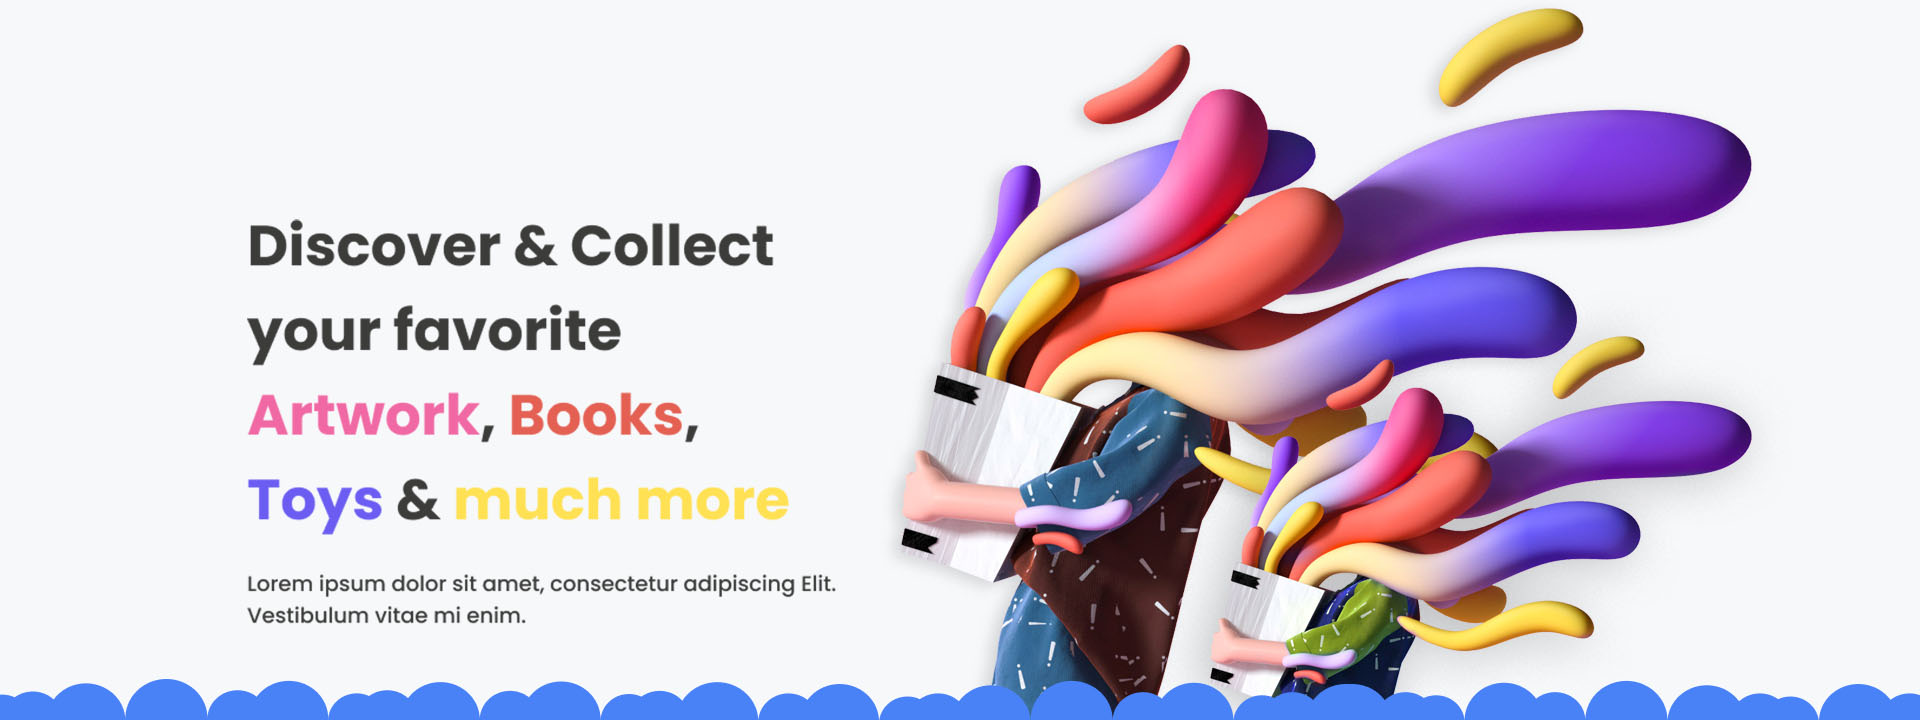 Discover & Collect
your favorite
Artwork, Books,
Toys & much more
Lorem ipsum dolor sit amet, consectetur adipiscing Elit.
Vestibulum vitae mi enim.